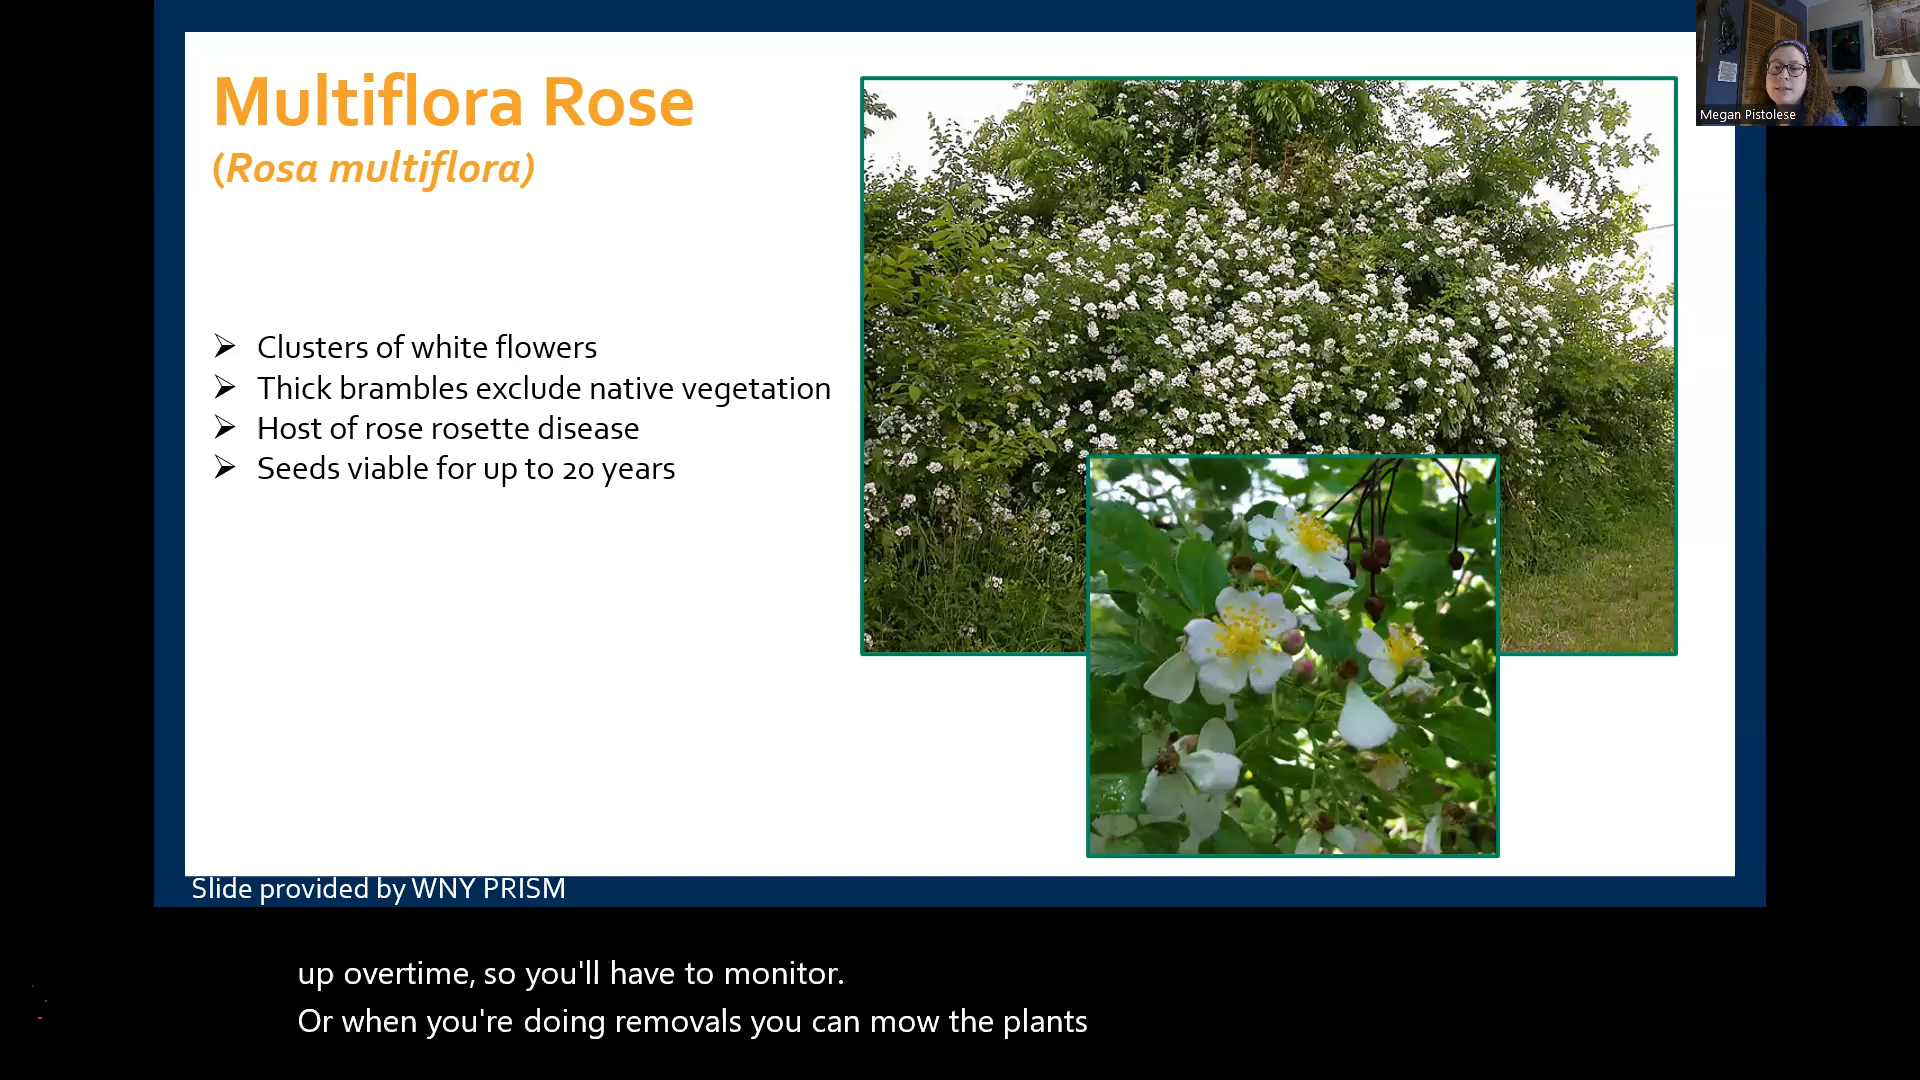 Multiflora Rose
(Rosa multiflora)
Megan Pistolese
➢ Clusters of white flowers
➢ Thick brambles exclude native vegetation
➢ Host of rose rosette disease
➢ Seeds viable for up to 20 years
Slide provided by WNY PRISM
up overtime, so you'll have to monitor.
Or when you're doing removals you can mow the plants